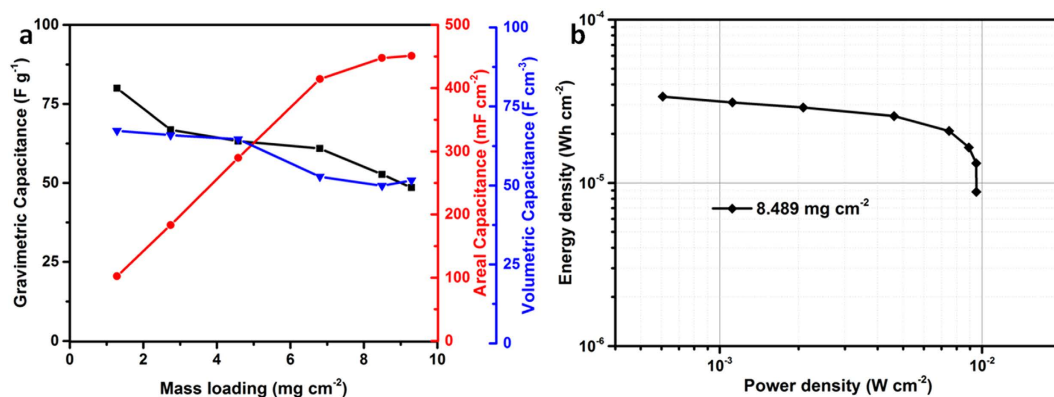 a
Gravimetric Capacitance (F g⁻¹)
100
75
50
25
0
0 2 4 6 8 10
Mass loading (mg cm⁻²)
500
400
300
200
100
0
Areal Capacitance (mF cm⁻²)
100
75
50
25
0
Volumetric Capacitance (F cm⁻³)
b
Energy density (Wh cm⁻²)
10⁻⁴
10⁻⁵
10⁻⁶
8.489 mg cm⁻²
10⁻³ 10⁻²
Power density (W cm⁻²)